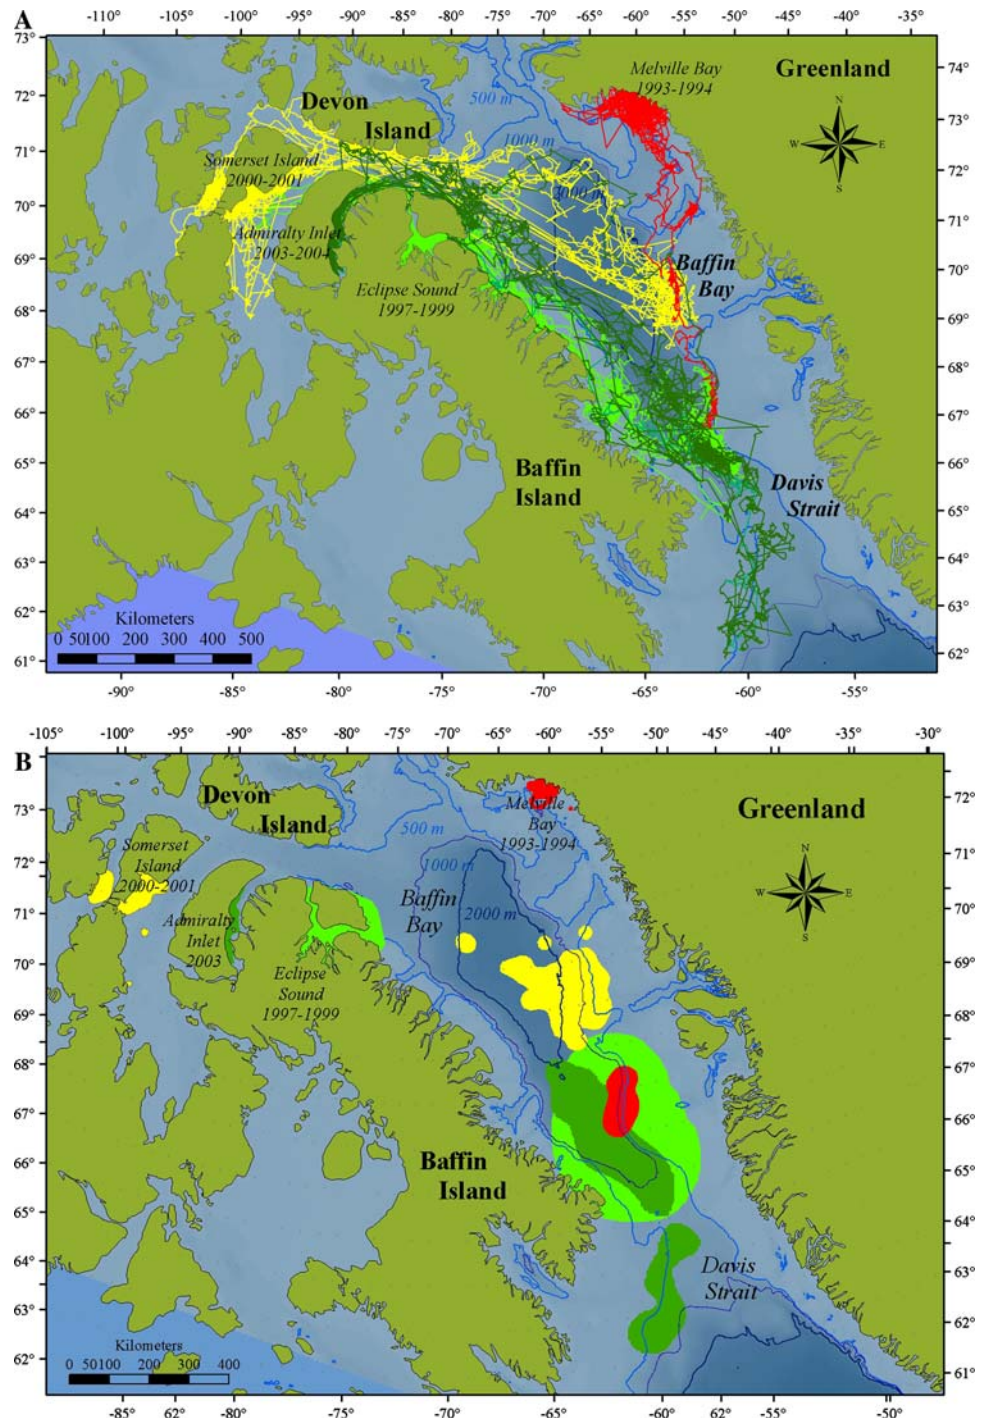 -110° -105° -100° -95° -90° -85° -80° -75° -70° -65° -60° -55° -50° -45° -40° -35°
A
73°
72°
71°
70°
69°
68°
67°
66°
65°
64°
63°
62°
61°
74°
73°
72°
71°
70°
69°
68°
67°
66°
65°
64°
63°
62°
Melville Bay
1993-1994
Greenland
N
W E
S
Devon
Island
500 m
1000 m
Somerset Island
2000-2001
Admiralty Inlet
2003-2004
Eclipse Sound
1997-1999
Baffin
Bay
Baffin
Island
Davis
Strait
Kilometers
0 50100 200 300 400 500
-90° -85° -80° -75° -70° -65° -60° -55°
-105° -100° -95° -90° -85° -80° -75° -70° -65° -60° -55° -50° -45° -40° -35° -30°
B
73°
72°
71°
70°
69°
68°
67°
66°
65°
64°
63°
62°
72°
71°
70°
69°
68°
67°
66°
65°
64°
63°
62°
61°
Devon
Island
Melville
Bay
1993-1994
Greenland
N
W E
S
500 m
1000 m
2000 m
Somerset
Island
2000-2001
Baffin
Bay
Admiralty
Inlet
2003
Eclipse
Sound
1997-1999
Baffin
Island
Davis
Strait
Kilometers
0 50100 200 300 400
-85° 62° -80° -75° -70° -65° -60° -55° -50°